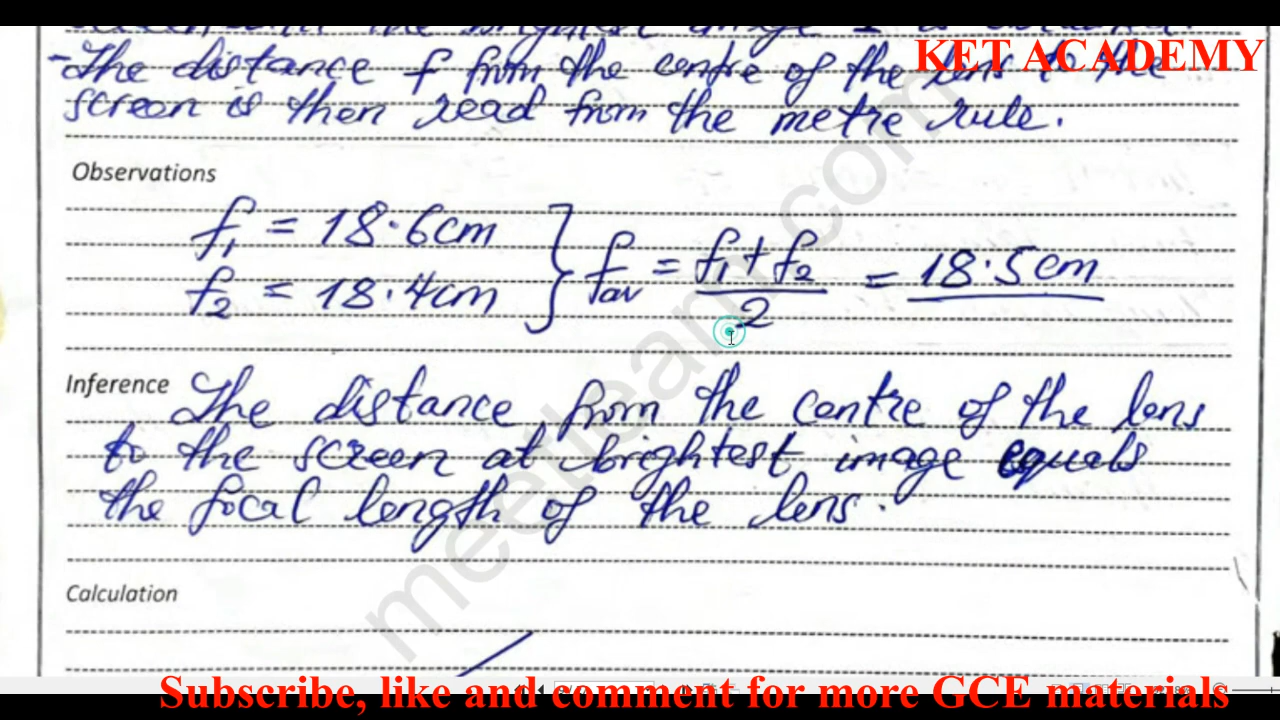 KET ACADEMY
-The distance f from the centre of the lens to the
screen is then read from the metre rule.
Observations
f₁ = 18.6cm
f₂ = 18.4cm } fav = f₁ + f₂ / 2 = 18.5cm
Inference The distance from the centre of the lens
to the screen at brightest image equals
the focal length of the lens.
Calculation
Subscribe, like and comment for more GCE materials